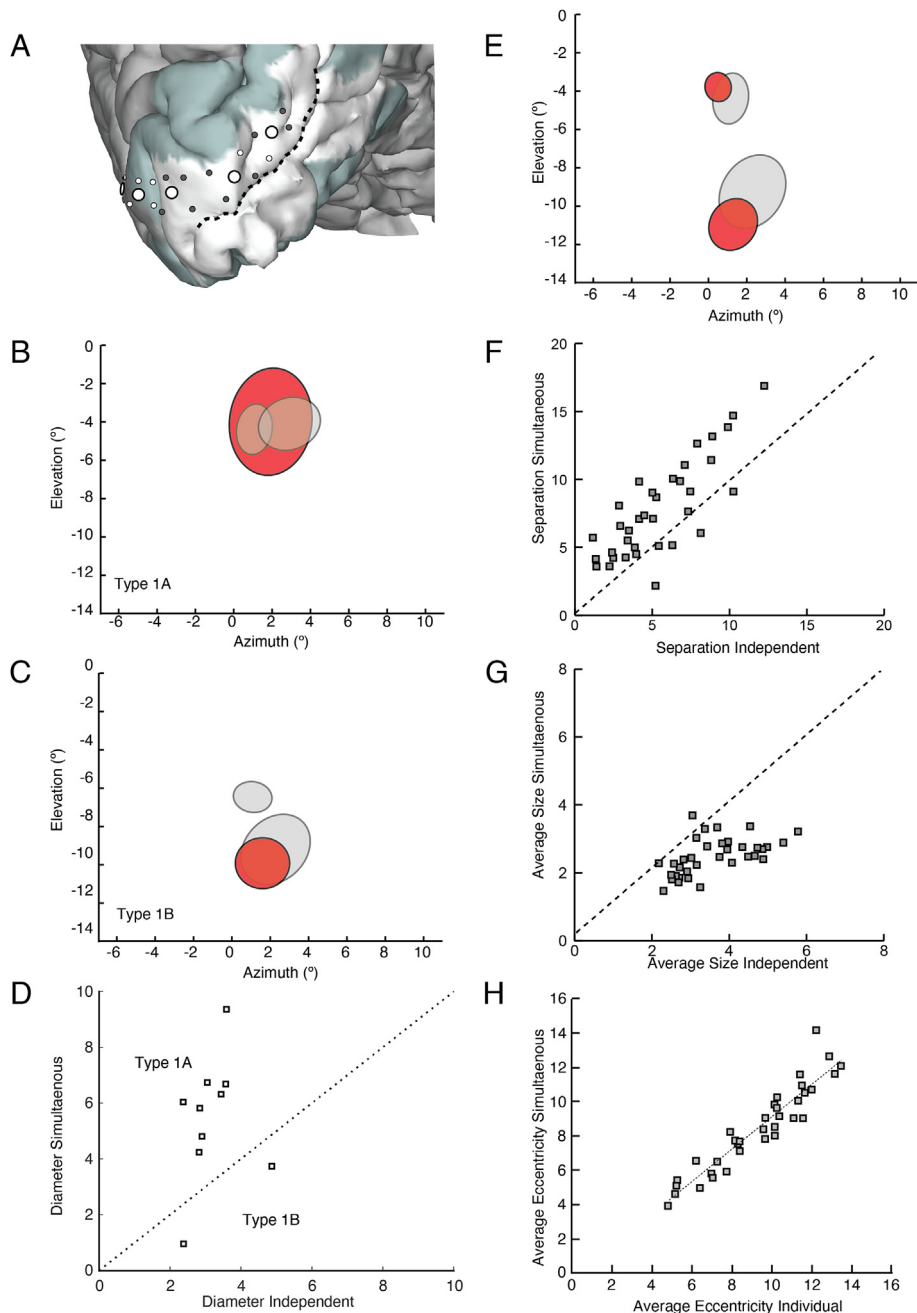 A
B
0
-2
-4
-6
-8
-10
-12
-14
Elevation (º)
Type 1A
-6 -4 -2 0 2 4 6 8 10
Azimuth (º)
C
0
-2
-4
-6
-8
-10
-12
-14
Elevation (º)
Type 1B
-6 -4 -2 0 2 4 6 8 10
Azimuth (º)
D
10
8
6
4
2
0
Diameter Simultaenous
Type 1A
Type 1B
0 2 4 6 8 10
Diameter Independent
E
0
-2
-4
-6
-8
-10
-12
-14
Elevation (º)
-6 -4 -2 0 2 4 6 8 10
Azimuth (º)
F
20
15
10
5
0
Separation Simultaneous
0 5 10 15 20
Separation Independent
G
8
6
4
2
0
Average Size Simultaenous
0 2 4 6 8
Average Size Independent
H
16
14
12
10
8
6
4
2
0
Average Eccentricity Simultaneous
0 2 4 6 8 10 12 14 16
Average Eccentricity Individual